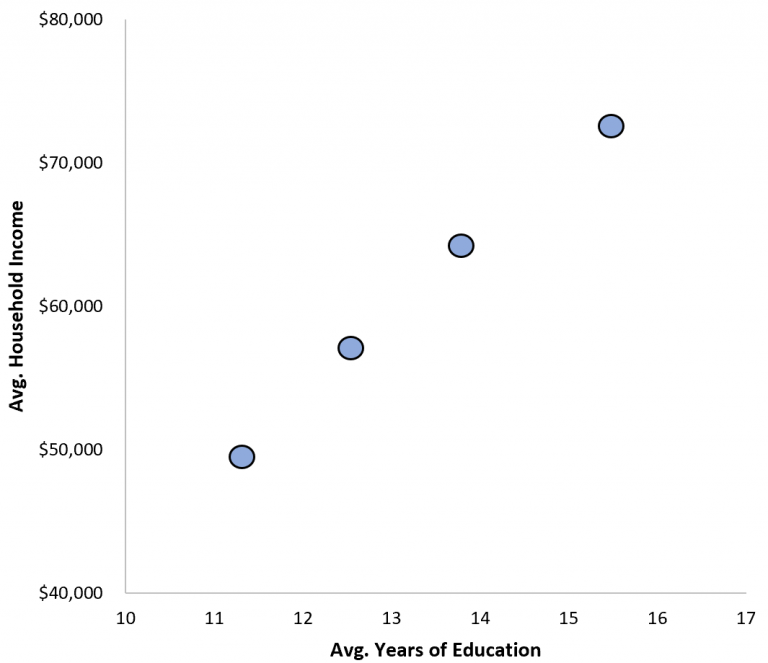 $80,000
$70,000
$60,000
$50,000
$40,000
Avg. Household Income
10 11 12 13 14 15 16 17
Avg. Years of Education